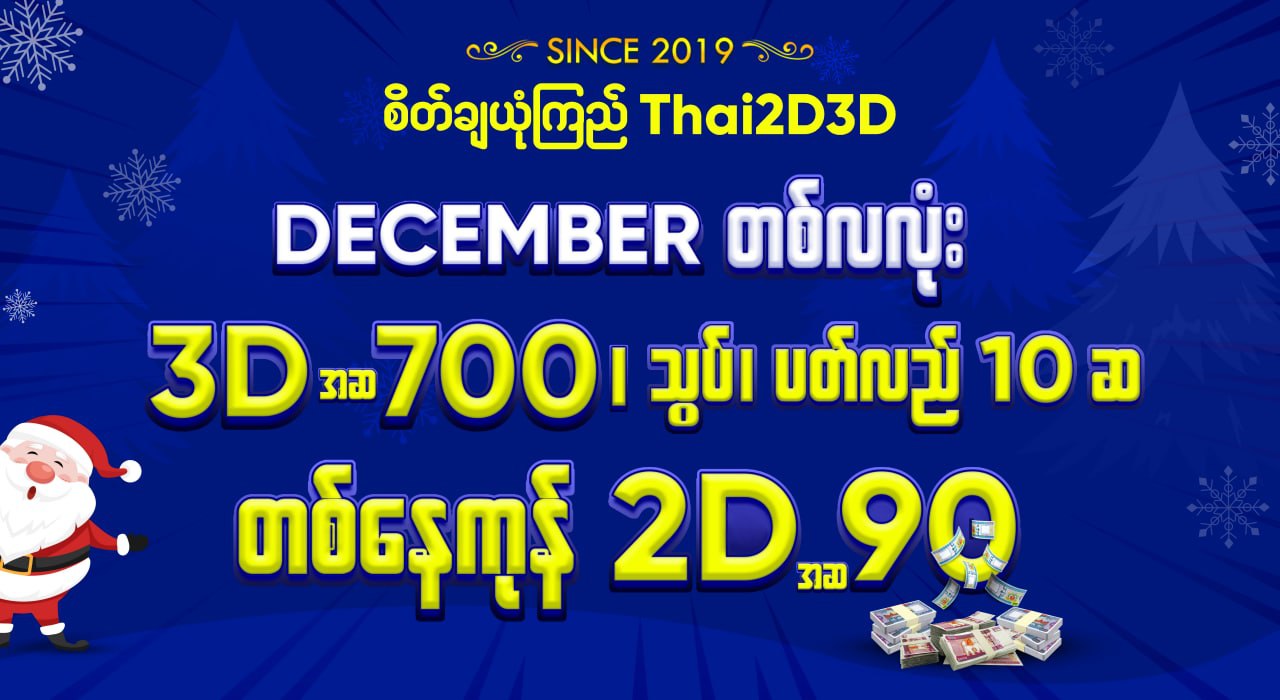 SINCE 2019
စိတ်ချယုံကြည် Thai2D3D
DECEMBER တစ်လလုံး
3D အဆ 700 ၊ သွပ်၊ ပတ်လည် 10 ဆ
တစ်နေကုန် 2D အဆ 90